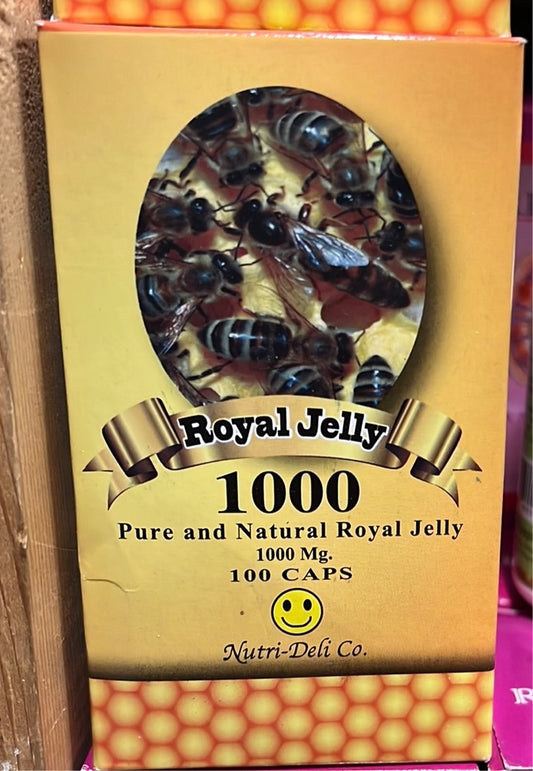 Royal Jelly
1000
Pure and Natural Royal Jelly
1000 Mg.
100 CAPS
Nutri-Deli Co.
R